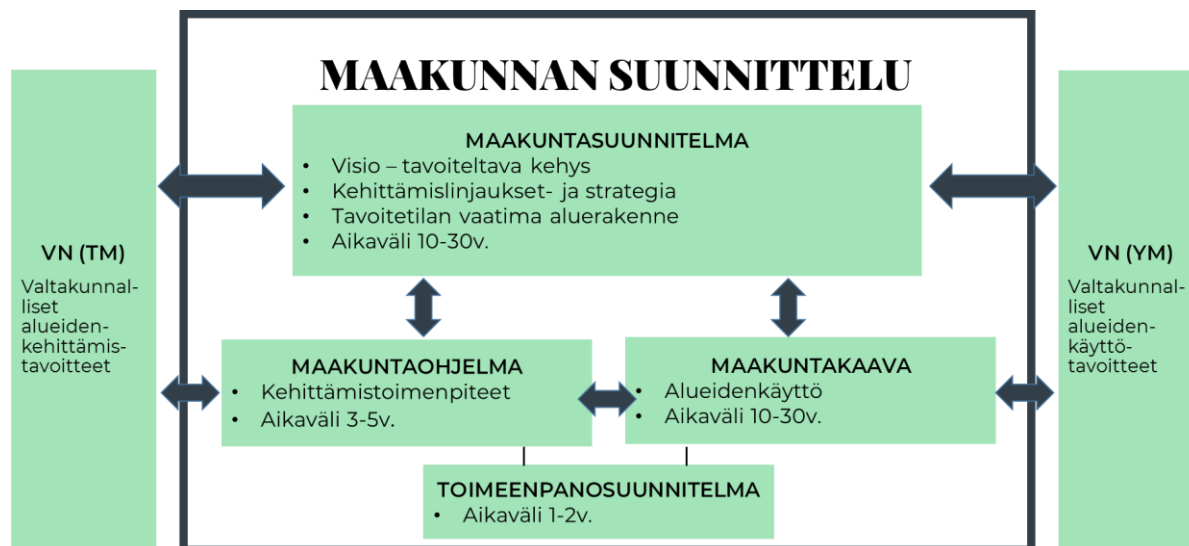 MAAKUNNAN SUUNNITTELU
MAAKUNTASUUNNITELMA
• Visio – tavoiteltava kehys
• Kehittämislinjaukset- ja strategia
• Tavoitetilan vaatima aluerakenne
• Aikaväli 10-30v.
VN (TM)
Valtakunnal-
liset
alueiden-
kehittämis-
tavoitteet
VN (YM)
Valtakunnal-
liset
alueiden-
käyttö-
tavoitteet
MAAKUNTAOHJELMA
• Kehittämistoimenpiteet
• Aikaväli 3-5v.
MAAKUNTAKAAVA
• Alueidenkäyttö
• Aikaväli 10-30v.
TOIMEENPANOSUUNNITELMA
• Aikaväli 1-2v.